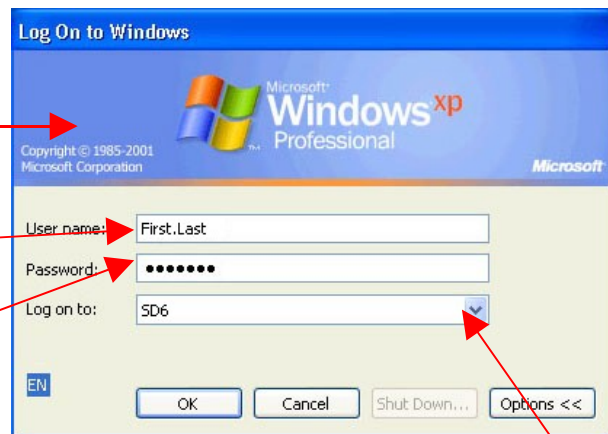 Log On to Windows
Microsoft
Windows xp
Professional
Copyright © 1985-2001
Microsoft Corporation
Microsoft
User name: First.Last
Password: •••••••
Log on to: SD6
EN
OK Cancel Shut Down... Options <<